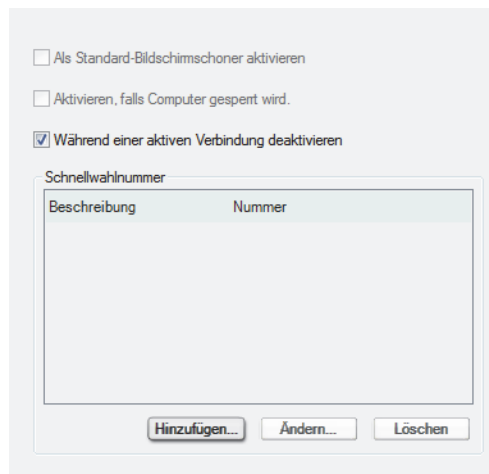 Als Standard-Bildschirmschoner aktivieren
Aktivieren, falls Computer gesperrt wird.
Während einer aktiven Verbindung deaktivieren
Schnellwahlnummer
Beschreibung Nummer
Hinzufügen... Ändern... Löschen